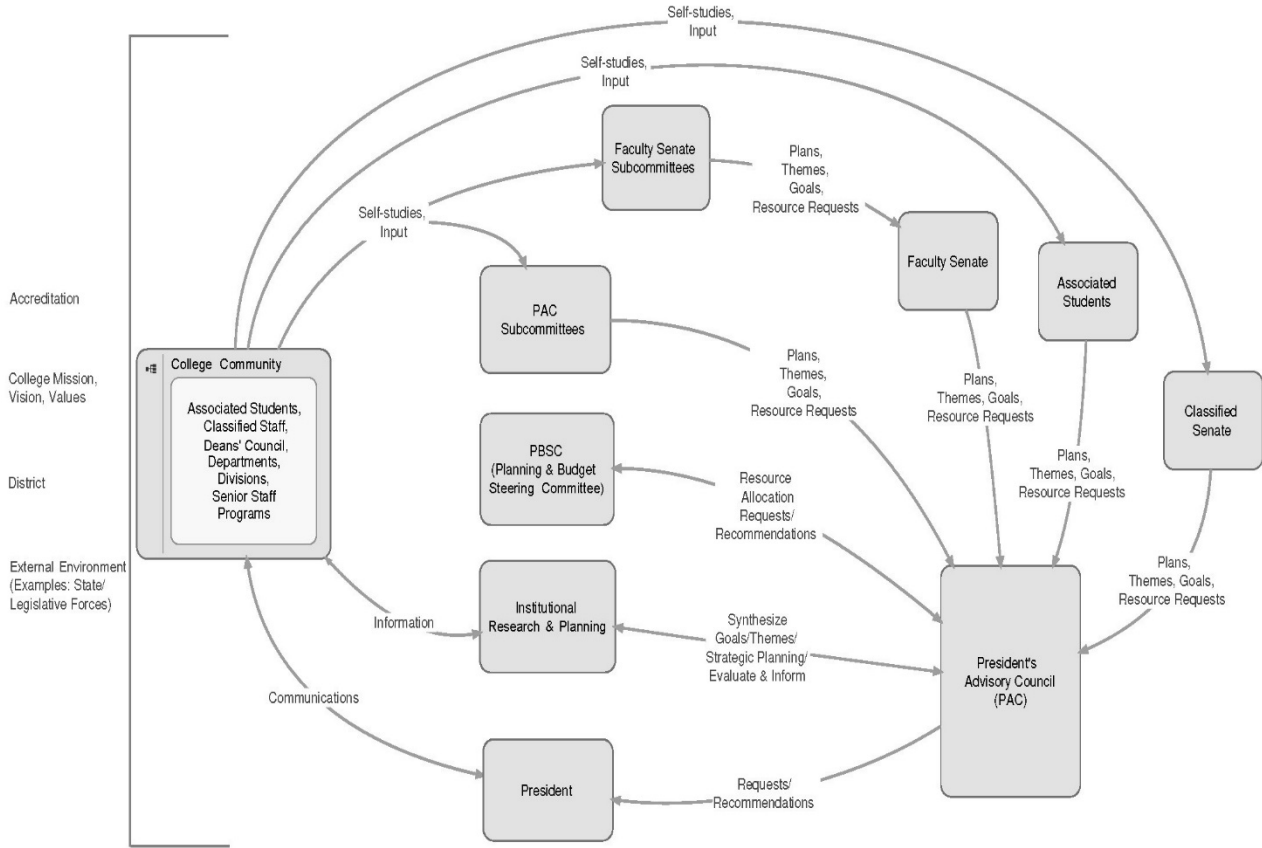 Self-studies,
Input
Self-studies,
Input
Faculty Senate
Subcommittees
Plans,
Themes,
Goals,
Resource Requests
Self-studies,
Input
Faculty Senate
Associated
Students
Accreditation
PAC
Subcommittees
College Community
Plans,
Themes,
Goals,
Resource Requests
Plans,
Themes, Goals,
Resource Requests
College Mission,
Vision, Values
Classified
Senate
Associated Students,
Classified Staff,
Deans' Council,
Departments,
Divisions,
Senior Staff
Programs
PBSC
(Planning & Budget
Steering Committee)
Plans,
Themes, Goals,
Resource Requests
District
Resource
Allocation
Requests/
Recommendations
External Environment
(Examples: State/
Legislative Forces)
Plans,
Themes, Goals,
Resource Requests
Information
Institutional
Research & Planning
Synthesize
Goals/Themes/
Strategic Planning/
Evaluate & Inform
President's
Advisory Council
(PAC)
Communications
President
Requests/
Recommendations